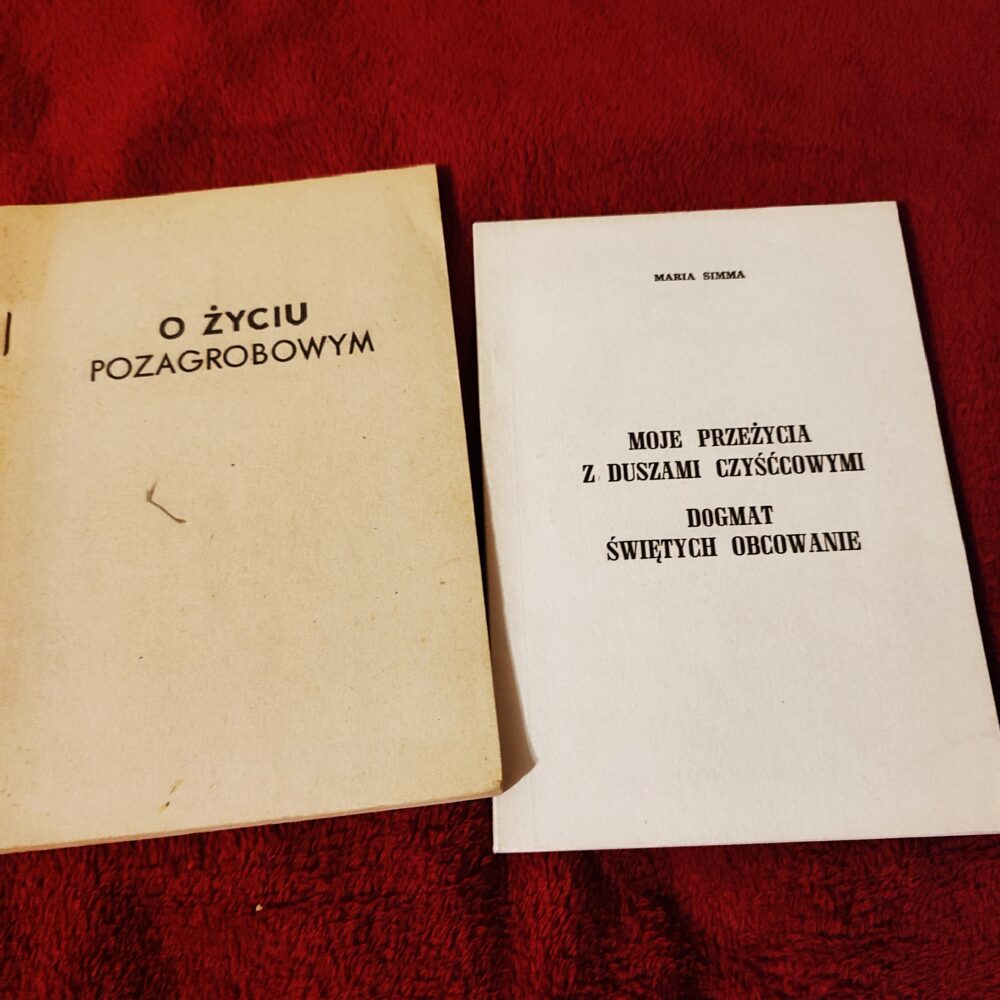 O ŻYCIU
POZAGROBOWYM
MARIA SIMMA
MOJE PRZEŻYCIA
Z DUSZAMI CZYŚĆCOWYMI
DOGMAT
ŚWIĘTYCH OBCOWANIE